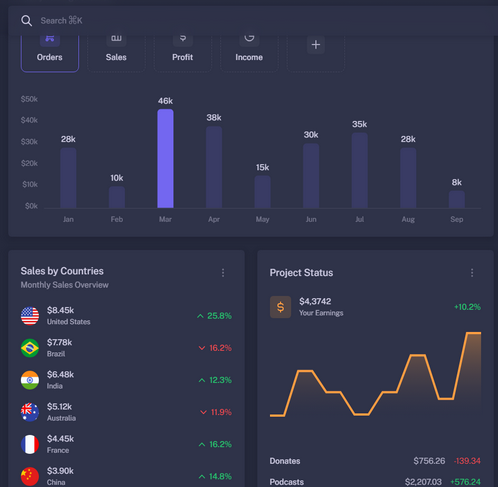 Search ⌘K
Orders
Sales
Profit
Income
$50k
$40k
$30k
$20k
$10k
$0k
28k
10k
46k
38k
15k
30k
35k
28k
8k
Jan
Feb
Mar
Apr
May
Jun
Jul
Aug
Sep
Sales by Countries
Monthly Sales Overview
$8.45k
United States
25.8%
$7.78k
Brazil
16.2%
$6.48k
India
12.3%
$5.12k
Australia
11.9%
$4.45k
France
16.2%
$3.90k
China
14.8%
Project Status
$4,3742
Your Earnings
+10.2%
Donates $756.26 -139.34
Podcasts $2,207.03 +576.24